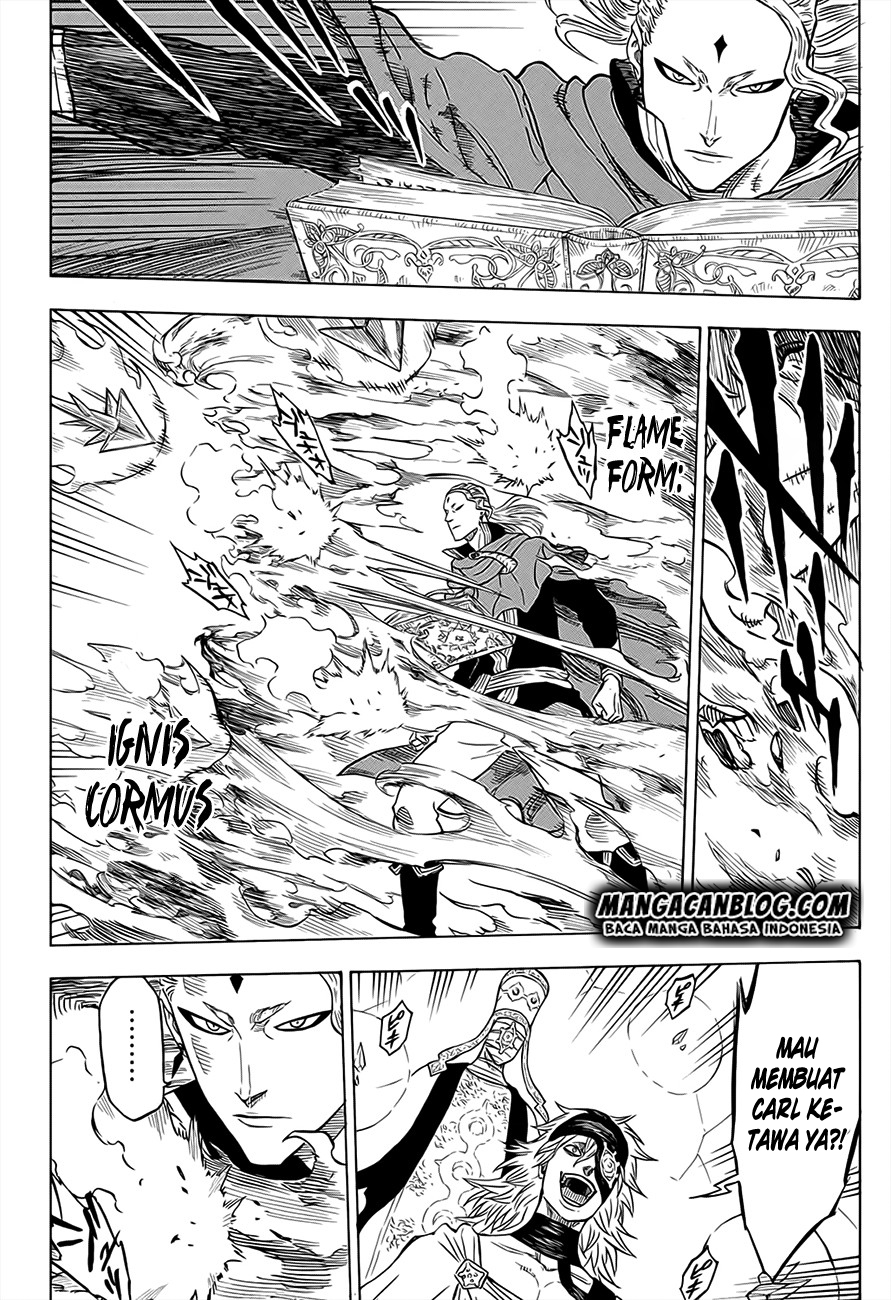 FLAME
FORM:
IGNIS
CORMUS
MANGACANBLOG.COM
BACA MANGA BAHASA INDONESIA
MAU
MEMBUAT
CARL KE-
TAWA YA?!
.........